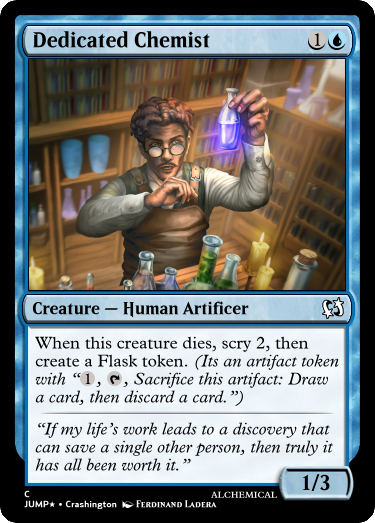 Dedicated Chemist 1
Creature — Human Artificer
When this creature dies, scry 2, then
create a Flask token. (Its an artifact token
with “1, , Sacrifice this artifact: Draw
a card, then discard a card.”)
“If my life’s work leads to a discovery that
can save a single other person, then truly it
has all been worth it.”
1/3
C ALCHEMICAL
JUMP★ • Crashington Ferdinand Ladera